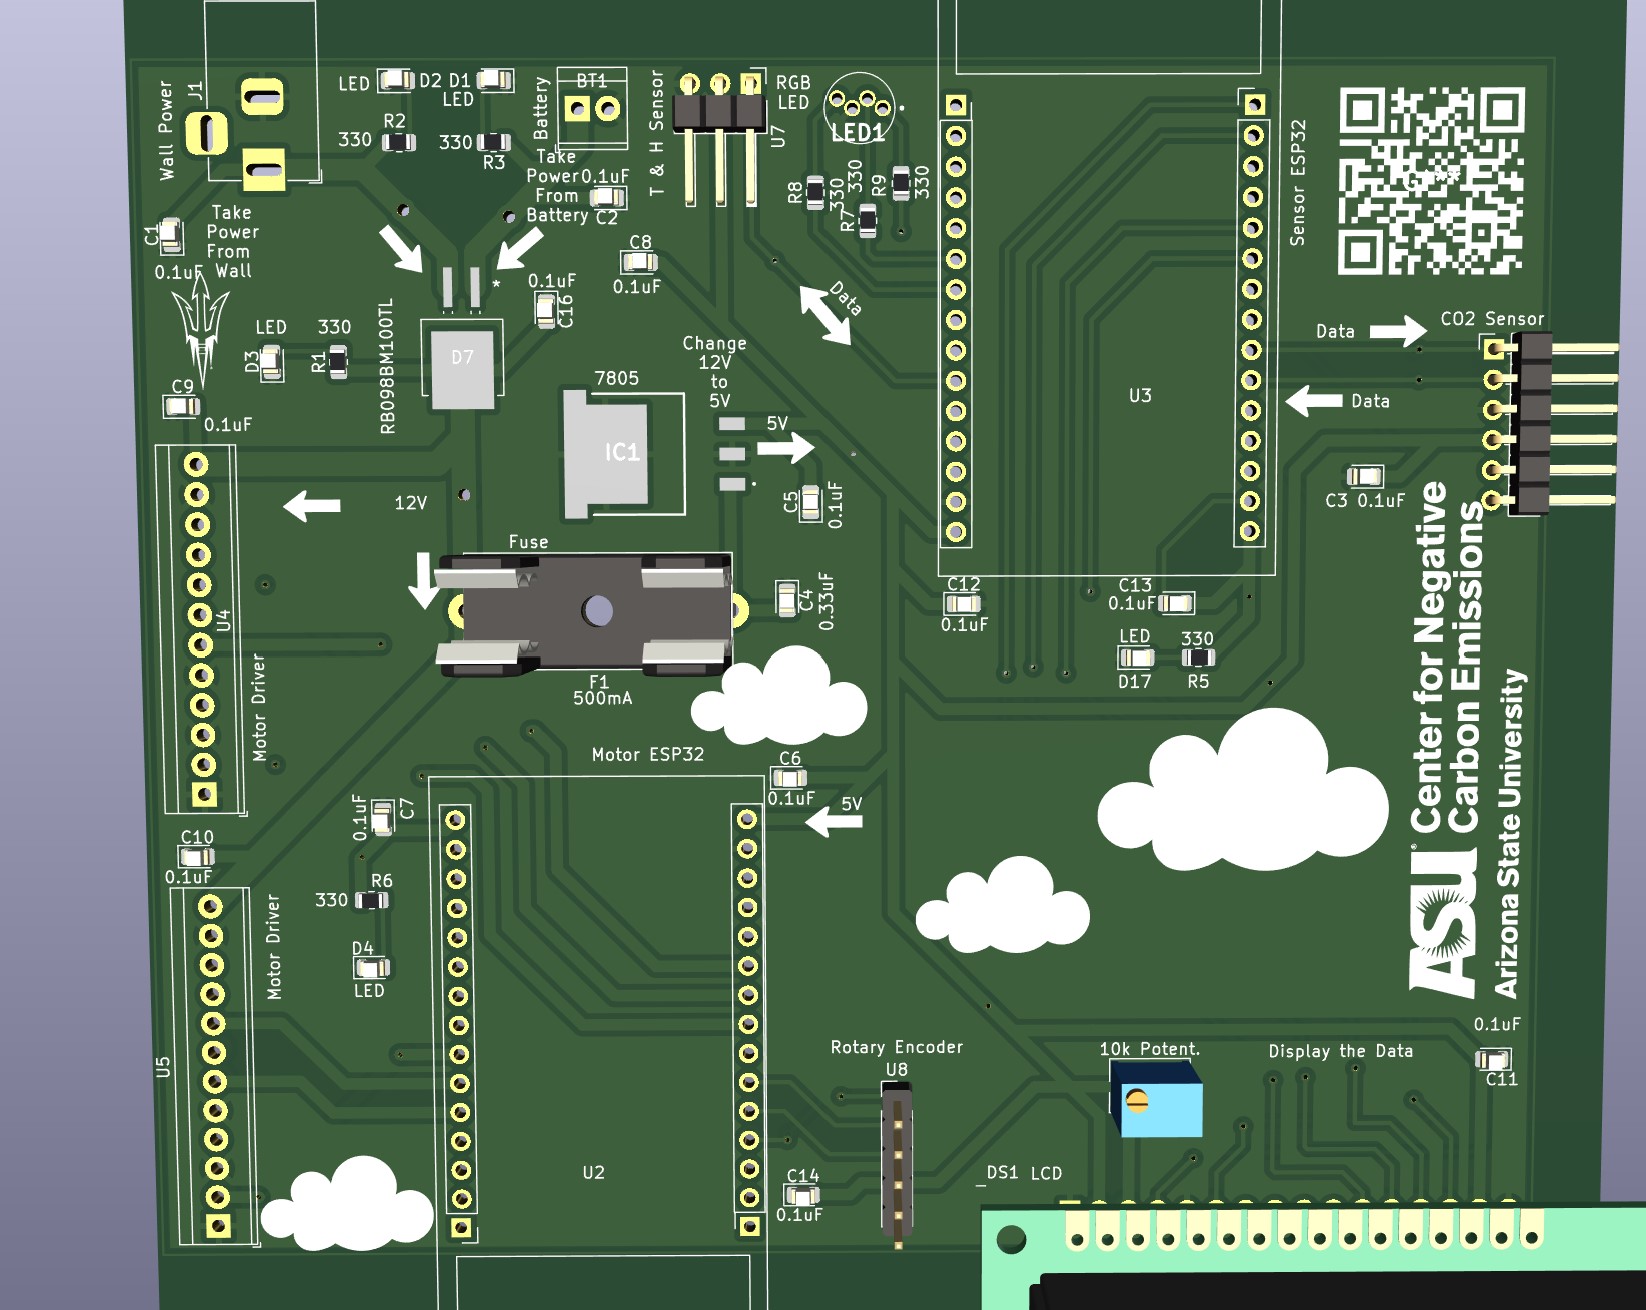 J1
Wall Power
LED
D2
D1
LED
BT1
Battery
T & H Sensor
RGB
LED
U7
LED1
R2
330
330
R3
Take
Power
From
Battery
0.1uF
C2
R8
330
330
R7
R9
330
Sensor ESP32
C1
0.1uF
Take
Power
From
Wall
C8
0.1uF
0.1uF
C16
*
Data
LED
330
D3
R1
RB098BM100TL
D7
Change
12V
to
5V
CO2 Sensor
Data
Data
U3
C9
0.1uF
7805
IC1
5V
C5
0.1uF
12V
C3 0.1uF
Fuse
U4
Motor Driver
C4
0.33uF
C12
0.1uF
C13
0.1uF
LED
330
D17
R5
F1
500mA
Center for Negative
Carbon Emissions
ASU
Arizona State University
Motor ESP32
C6
0.1uF
5V
0.1uF
C7
C10
0.1uF
R6
330
Motor Driver
D4
LED
U5
Rotary Encoder
U8
10k Potent.
Display the Data
0.1uF
C11
U2
C14
0.1uF
_DS1 LCD